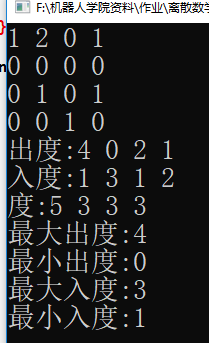 F:\机器人学院资料\作业\离散数学
1 2 0 1
0 0 0 0
0 1 0 1
0 0 1 0
出度:4 0 2 1
入度:1 3 1 2
度:5 3 3 3
最大出度:4
最小出度:0
最大入度:3
最小入度:1